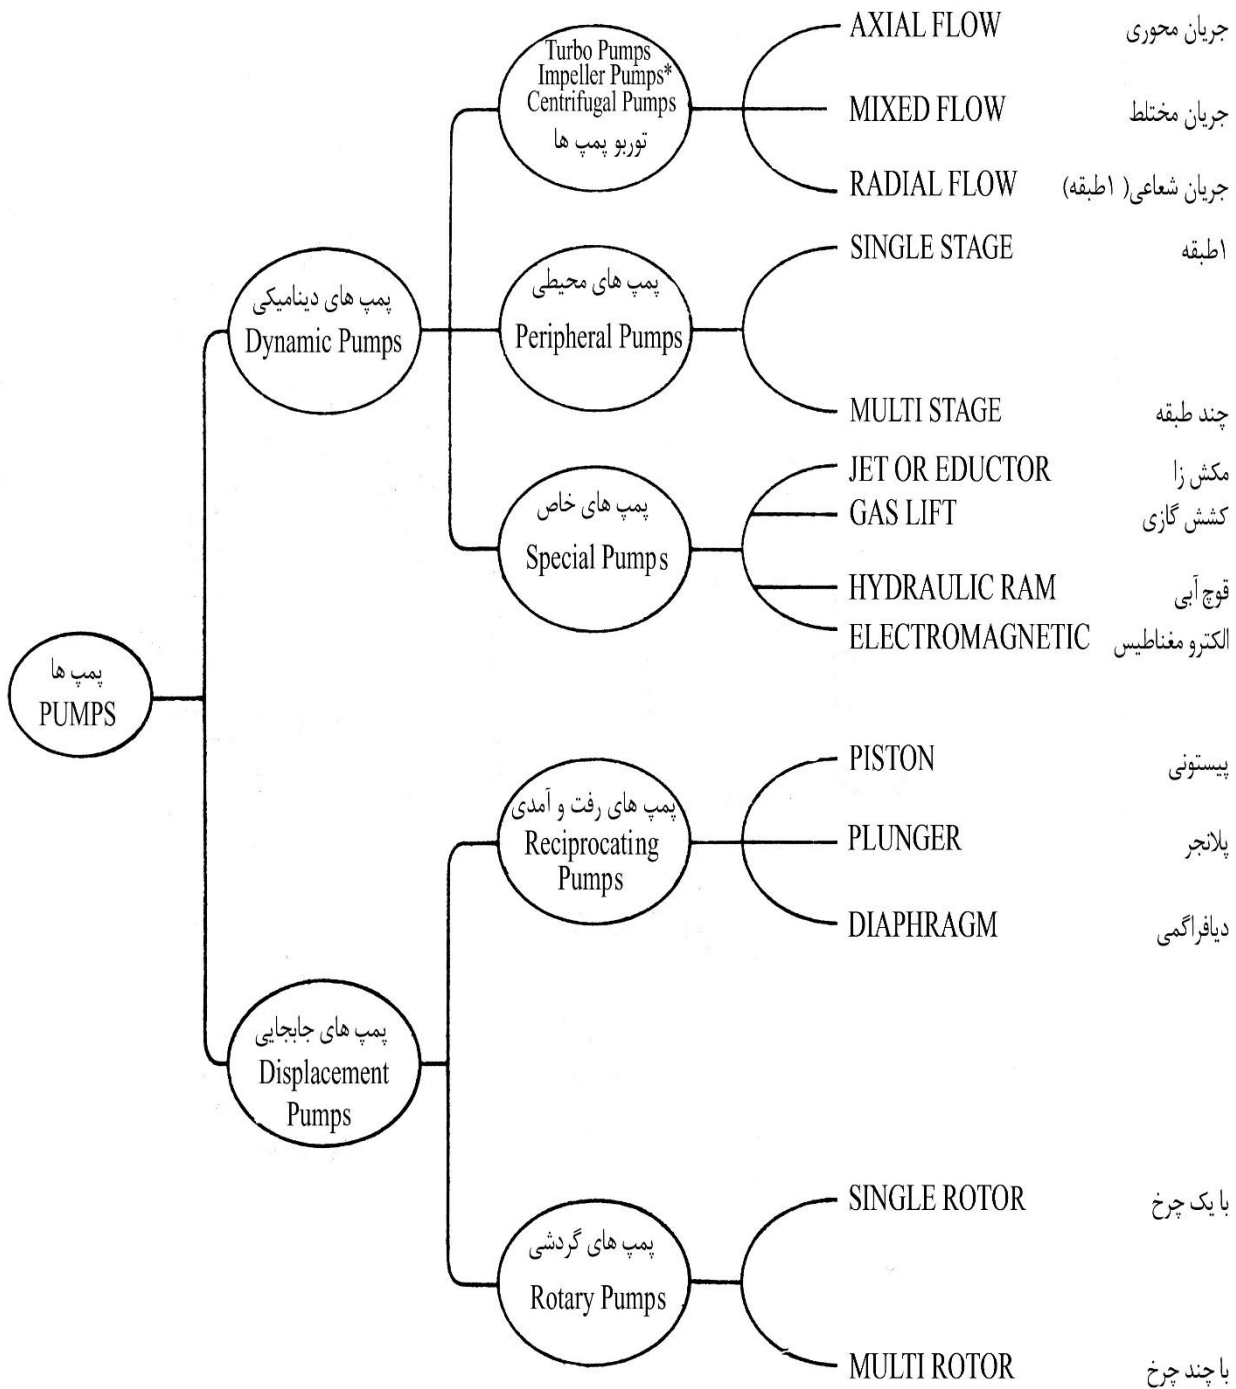 Turbo Pumps
Impeller Pumps*
Centrifugal Pumps
توربو پمپ ها
AXIAL FLOW جریان محوری
MIXED FLOW جریان مختلط
RADIAL FLOW جریان شعاعی( ۱طبقه)
پمپ های دینامیکی
Dynamic Pumps
پمپ های محیطی
Peripheral Pumps
SINGLE STAGE ۱طبقه
MULTI STAGE چند طبقه
پمپ های خاص
Special Pumps
JET OR EDUCTOR مکش زا
GAS LIFT کشش گازی
HYDRAULIC RAM قوچ آبی
ELECTROMAGNETIC الکترو مغناطیس
پمپ ها
PUMPS
پمپ های رفت و آمدی
Reciprocating
Pumps
PISTON پیستونی
PLUNGER پلانجر
DIAPHRAGM دیافراگمی
پمپ های جابجایی
Displacement
Pumps
پمپ های گردشی
Rotary Pumps
SINGLE ROTOR با یک چرخ
MULTI ROTOR با چند چرخ